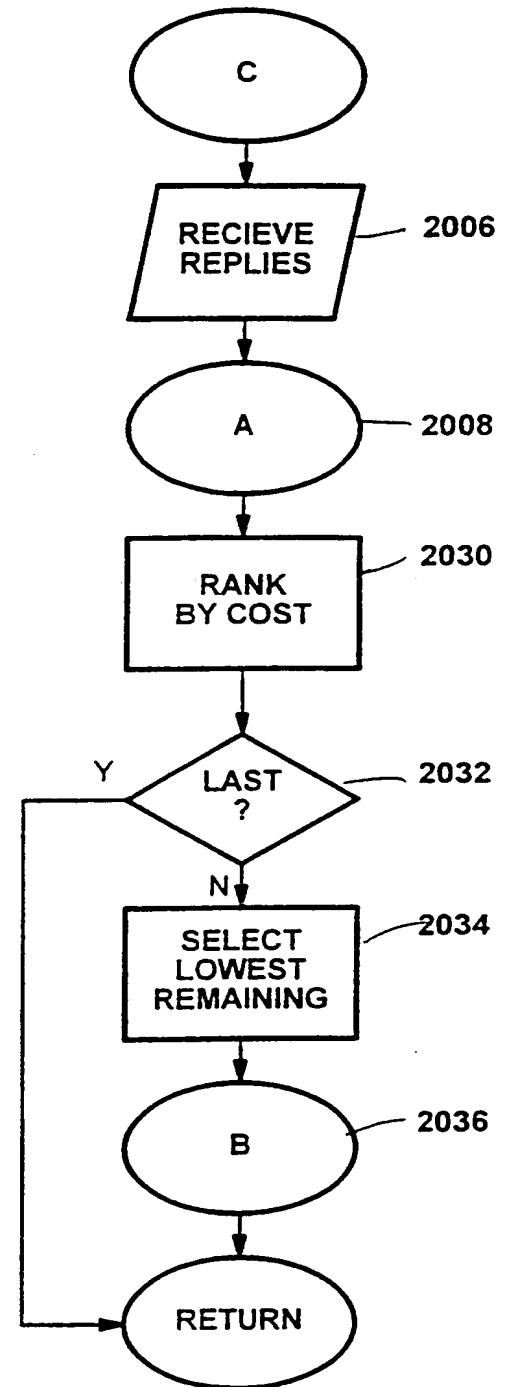 C
RECIEVE
REPLIES
2006
A
2008
RANK
BY COST
2030
Y
LAST
?
2032
N
SELECT
LOWEST
REMAINING
2034
B
2036
RETURN